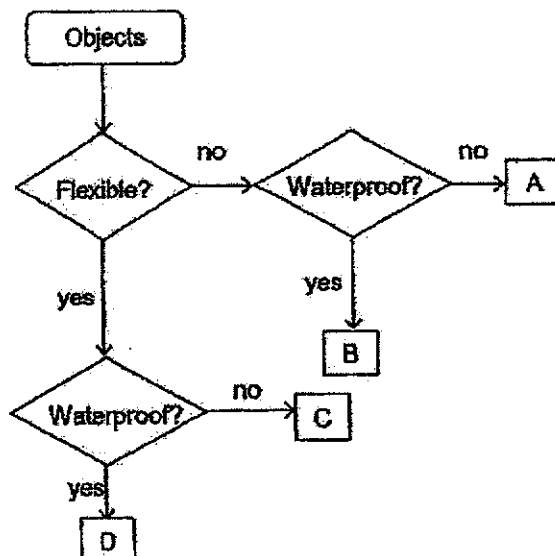 Objects
Flexible?
no
Waterproof?
no
A
yes
B
yes
Waterproof?
no
C
yes
D